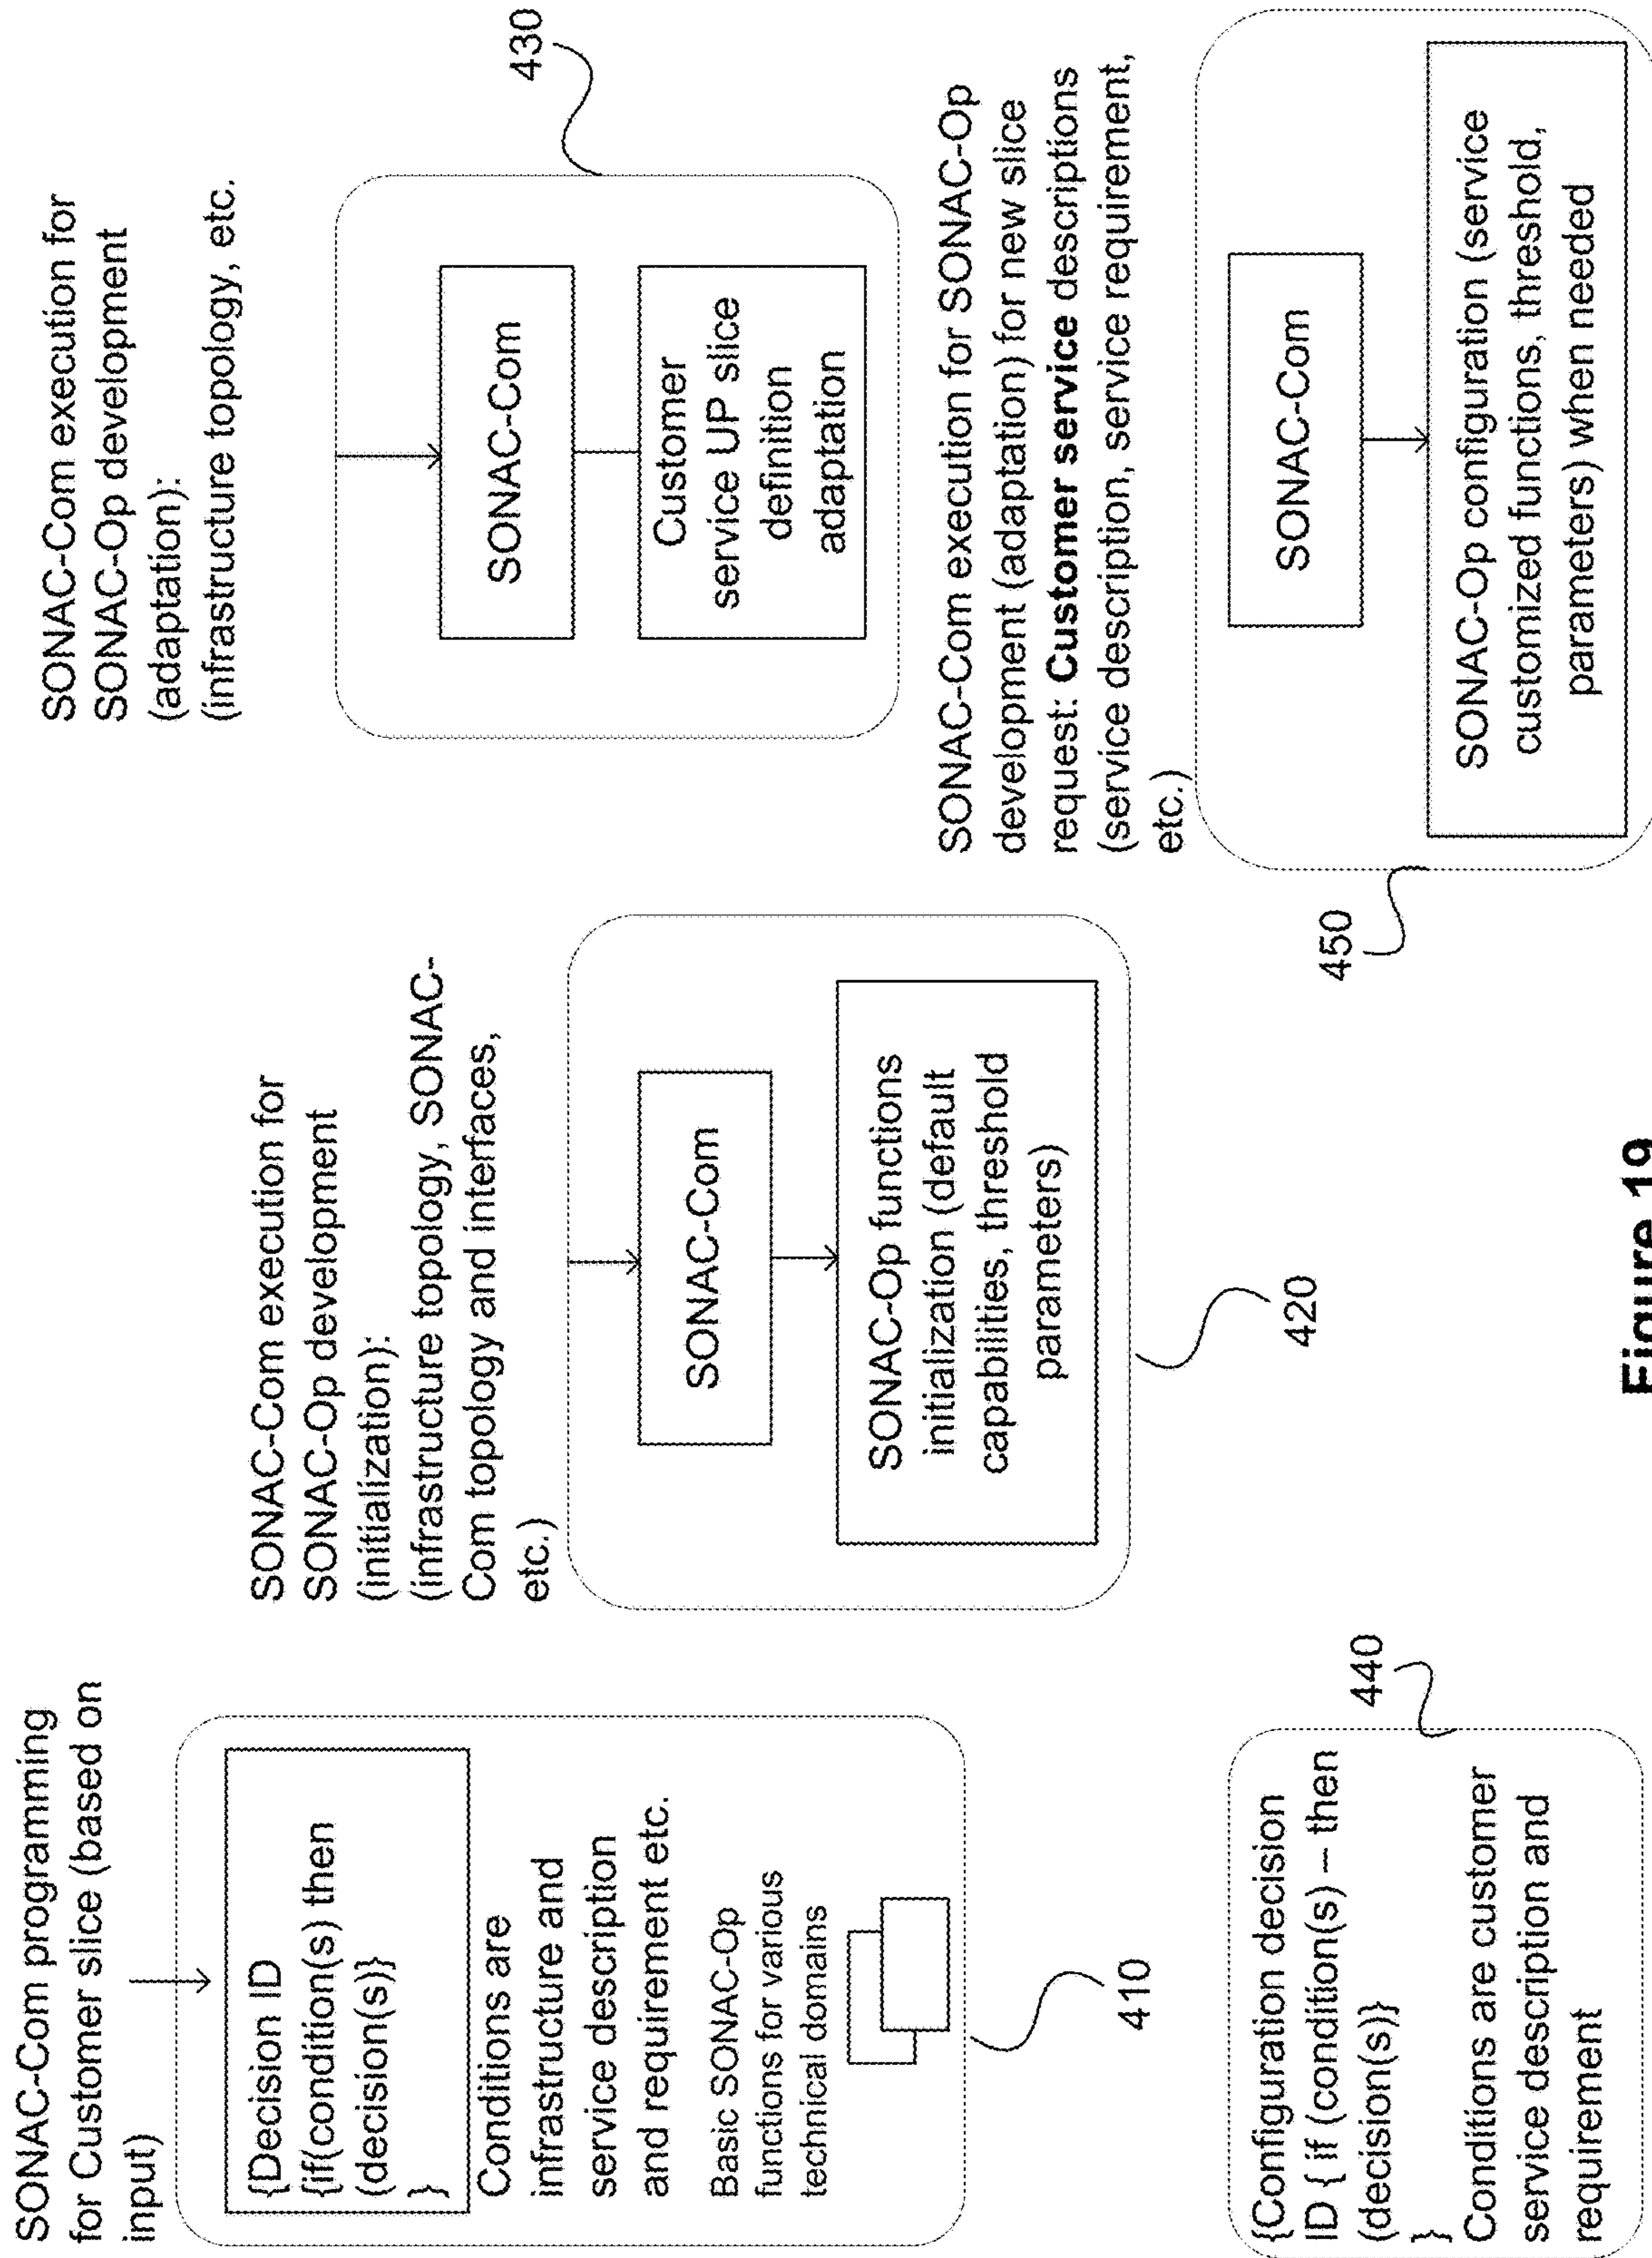 SONAC-Com programming
for Customer slice (based on
input)
{Decision ID
{if(condition(s) then
(decision(s)}
}
Conditions are
infrastructure and
service description
and requirement etc.
Basic SONAC-Op
functions for various
technical domains
410
{Configuration decision
ID { if (condition(s) – then
(decision(s)}
}
Conditions are customer
service description and
requirement
440
SONAC-Com execution for
SONAC-Op development
(initialization):
(infrastructure topology, SONAC-
Com topology and interfaces,
etc.)
SONAC-Com
SONAC-Op functions
initialization (default
capabilities, threshold
parameters)
420
SONAC-Com execution for
SONAC-Op development
(adaptation):
(infrastructure topology, etc.
SONAC-Com
Customer
service UP slice
definition
adaptation
430
SONAC-Com execution for SONAC-Op
development (adaptation) for new slice
request: Customer service descriptions
(service description, service requirement,
etc.)
SONAC-Com
SONAC-Op configuration (service
customized functions, threshold,
parameters) when needed
450
Figure 19